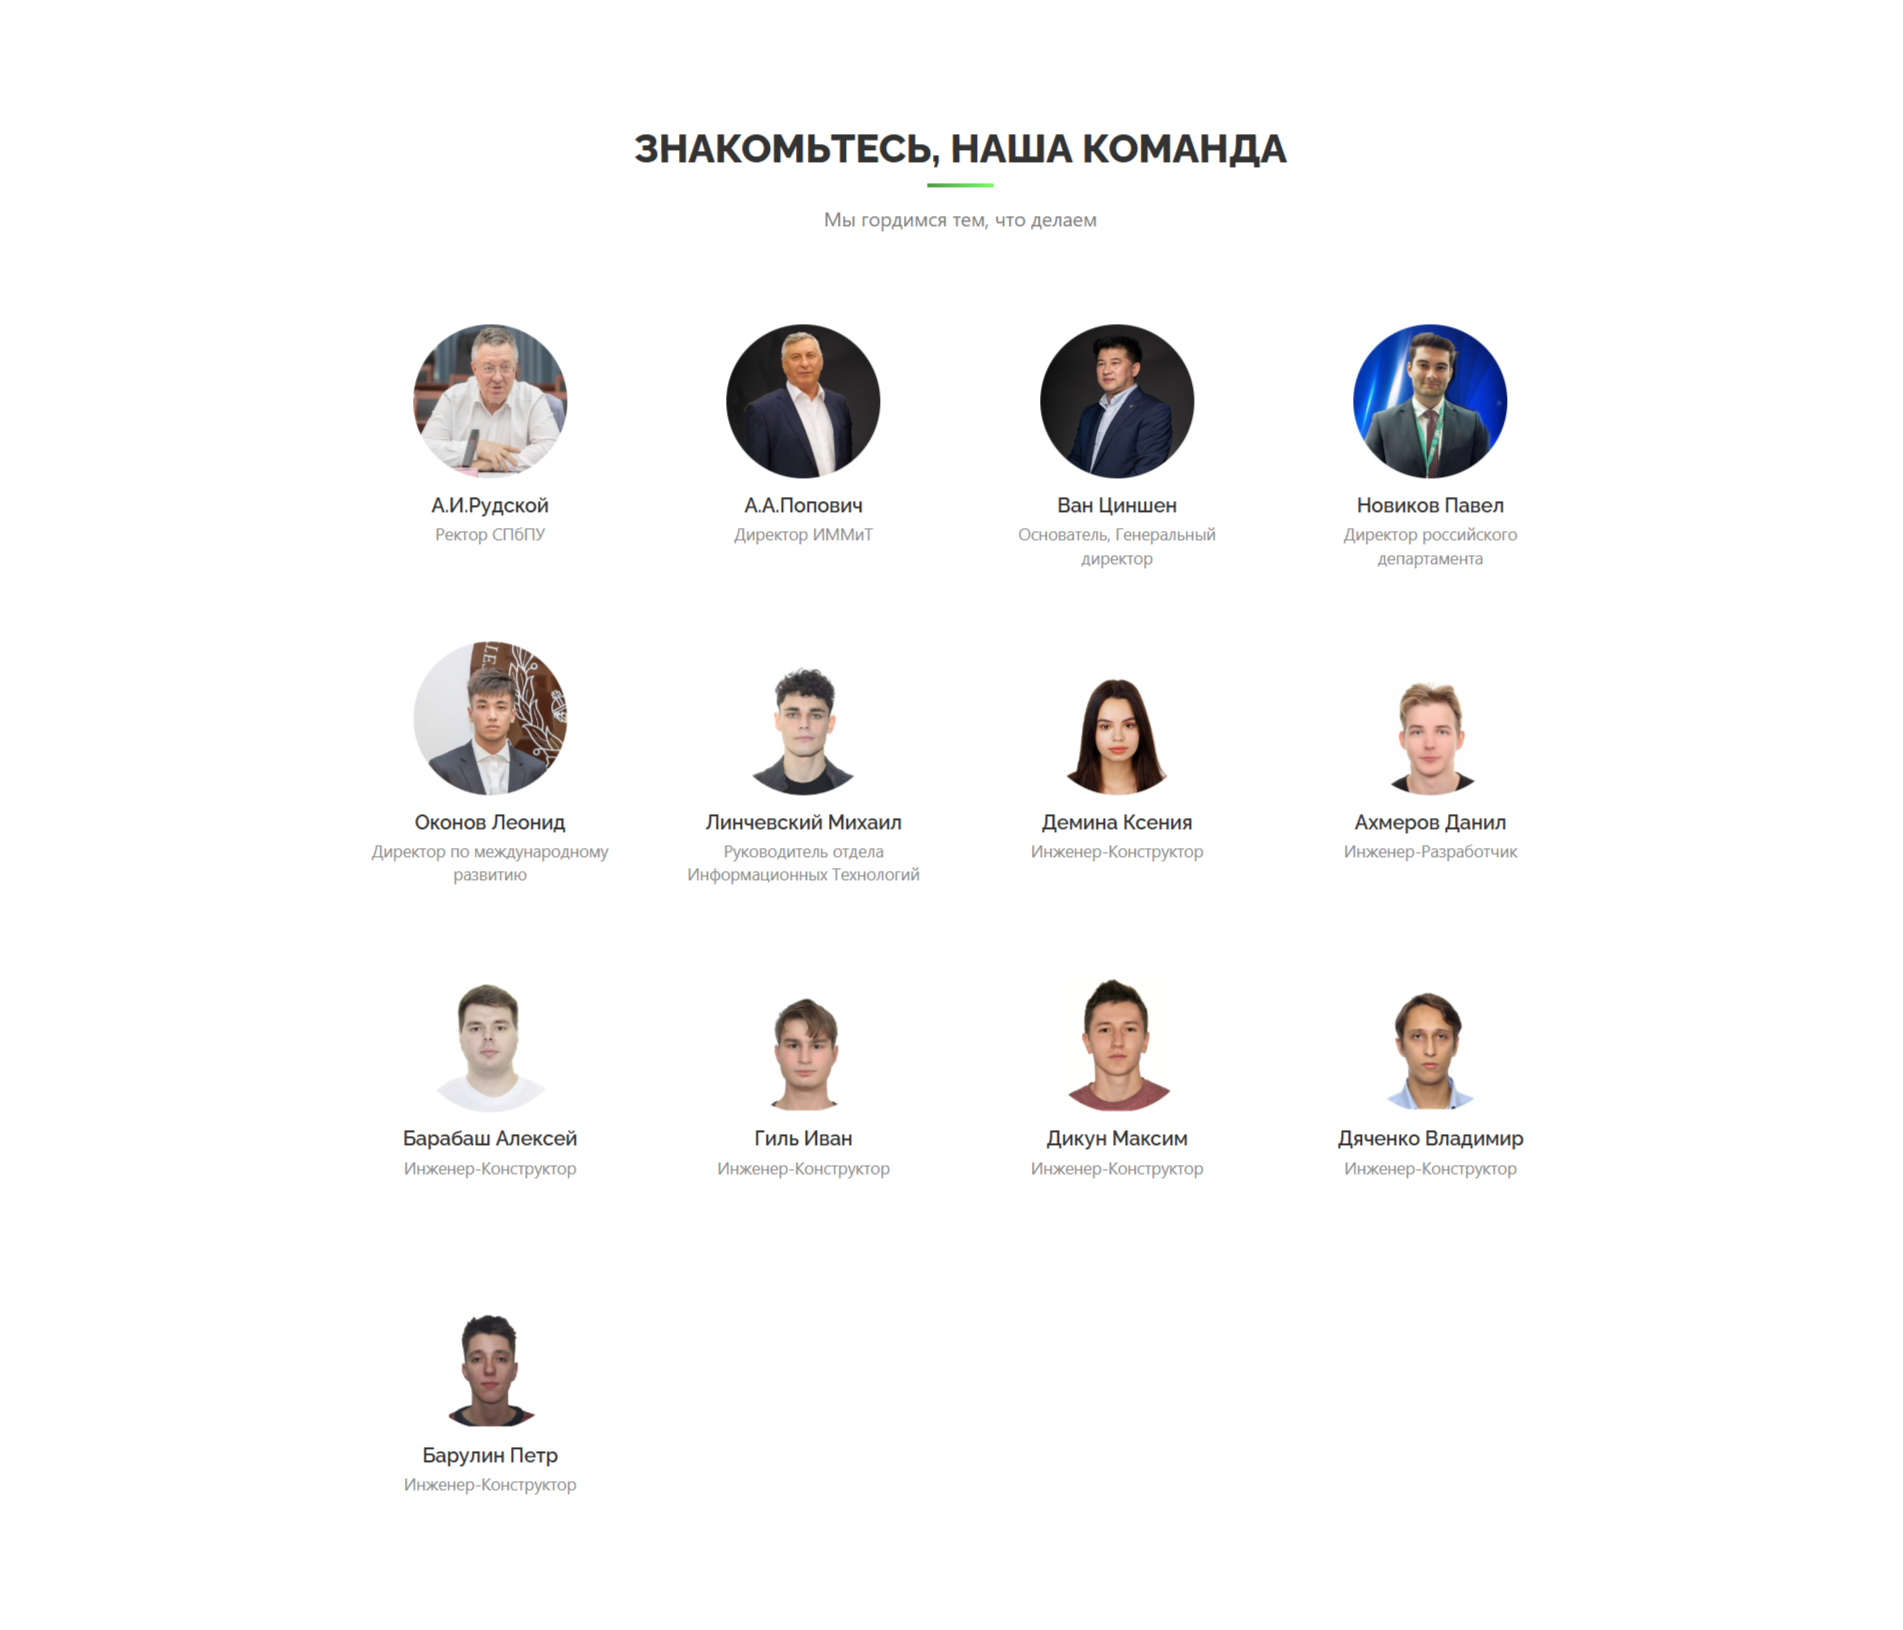 ЗНАКОМЬТЕСЬ, НАША КОМАНДА
Мы гордимся тем, что делаем
А.И.Рудской
Ректор СПбПУ
А.А.Попович
Директор ИММиТ
Ван Циншен
Основатель, Генеральный
директор
Новиков Павел
Директор российского
департамента
Оконов Леонид
Директор по международному
развитию
Линчевский Михаил
Руководитель отдела
Информационных Технологий
Демина Ксения
Инженер-Конструктор
Ахмеров Данил
Инженер-Разработчик
Барабаш Алексей
Инженер-Конструктор
Гиль Иван
Инженер-Конструктор
Дикун Максим
Инженер-Конструктор
Дяченко Владимир
Инженер-Конструктор
Барулин Петр
Инженер-Конструктор